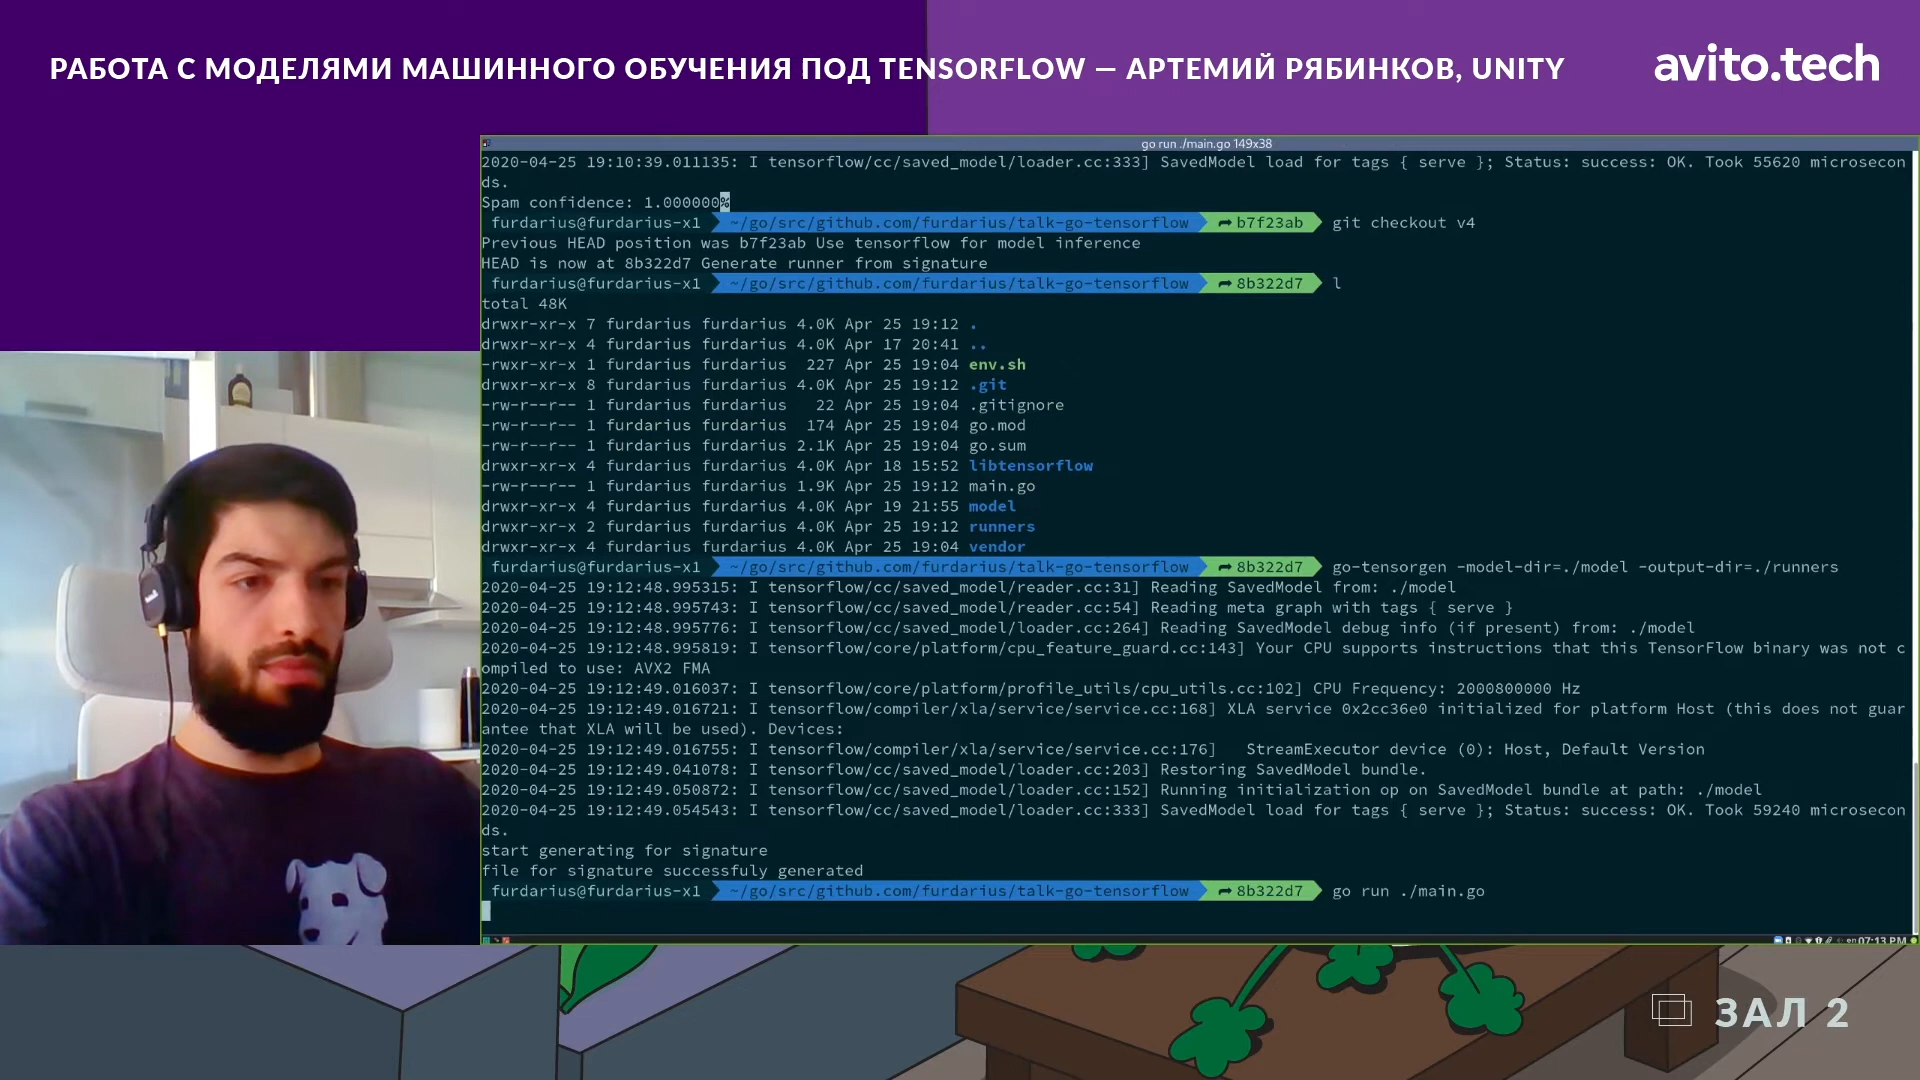 РАБОТА С МОДЕЛЯМИ МАШИННОГО ОБУЧЕНИЯ ПОД TENSORFLOW — АРТЕМИЙ РЯБИНКОВ, UNITY
avito.tech
go run ./main.go 149x38
2020-04-25 19:10:39.011135: I tensorflow/cc/saved_model/loader.cc:333] SavedModel load for tags { serve }; Status: success: OK. Took 55620 microsecon
ds.
Spam confidence: 1.000000%
furdarius@furdarius-x1 ~/go/src/github.com/furdarius/talk-go-tensorflow ➦ b7f23ab git checkout v4
Previous HEAD position was b7f23ab Use tensorflow for model inference
HEAD is now at 8b322d7 Generate runner from signature
furdarius@furdarius-x1 ~/go/src/github.com/furdarius/talk-go-tensorflow ➦ 8b322d7 l
total 48K
drwxr-xr-x 7 furdarius furdarius 4.0K Apr 25 19:12 .
drwxr-xr-x 4 furdarius furdarius 4.0K Apr 17 20:41 ..
-rwxr-xr-x 1 furdarius furdarius  227 Apr 25 19:04 env.sh
drwxr-xr-x 8 furdarius furdarius 4.0K Apr 25 19:12 .git
-rw-r--r-- 1 furdarius furdarius   22 Apr 25 19:04 .gitignore
-rw-r--r-- 1 furdarius furdarius  174 Apr 25 19:04 go.mod
-rw-r--r-- 1 furdarius furdarius 2.1K Apr 25 19:04 go.sum
drwxr-xr-x 4 furdarius furdarius 4.0K Apr 18 15:52 libtensorflow
-rw-r--r-- 1 furdarius furdarius 1.9K Apr 25 19:12 main.go
drwxr-xr-x 4 furdarius furdarius 4.0K Apr 19 21:55 model
drwxr-xr-x 2 furdarius furdarius 4.0K Apr 25 19:12 runners
drwxr-xr-x 4 furdarius furdarius 4.0K Apr 25 19:04 vendor
furdarius@furdarius-x1 ~/go/src/github.com/furdarius/talk-go-tensorflow ➦ 8b322d7 go-tensorgen -model-dir=./model -output-dir=./runners
2020-04-25 19:12:48.995315: I tensorflow/cc/saved_model/reader.cc:31] Reading SavedModel from: ./model
2020-04-25 19:12:48.995743: I tensorflow/cc/saved_model/reader.cc:54] Reading meta graph with tags { serve }
2020-04-25 19:12:48.995776: I tensorflow/cc/saved_model/loader.cc:264] Reading SavedModel debug info (if present) from: ./model
2020-04-25 19:12:48.995819: I tensorflow/core/platform/cpu_feature_guard.cc:143] Your CPU supports instructions that this TensorFlow binary was not c
ompiled to use: AVX2 FMA
2020-04-25 19:12:49.016037: I tensorflow/core/platform/profile_utils/cpu_utils.cc:102] CPU Frequency: 2000800000 Hz
2020-04-25 19:12:49.016721: I tensorflow/compiler/xla/service/service.cc:168] XLA service 0x2cc36e0 initialized for platform Host (this does not guar
antee that XLA will be used). Devices:
2020-04-25 19:12:49.016755: I tensorflow/compiler/xla/service/service.cc:176]   StreamExecutor device (0): Host, Default Version
2020-04-25 19:12:49.041078: I tensorflow/cc/saved_model/loader.cc:203] Restoring SavedModel bundle.
2020-04-25 19:12:49.050872: I tensorflow/cc/saved_model/loader.cc:152] Running initialization op on SavedModel bundle at path: ./model
2020-04-25 19:12:49.054543: I tensorflow/cc/saved_model/loader.cc:333] SavedModel load for tags { serve }; Status: success: OK. Took 59240 microsecon
ds.
start generating for signature
file for signature successfuly generated
furdarius@furdarius-x1 ~/go/src/github.com/furdarius/talk-go-tensorflow ➦ 8b322d7 go run ./main.go
en 07:13 PM
ЗАЛ 2